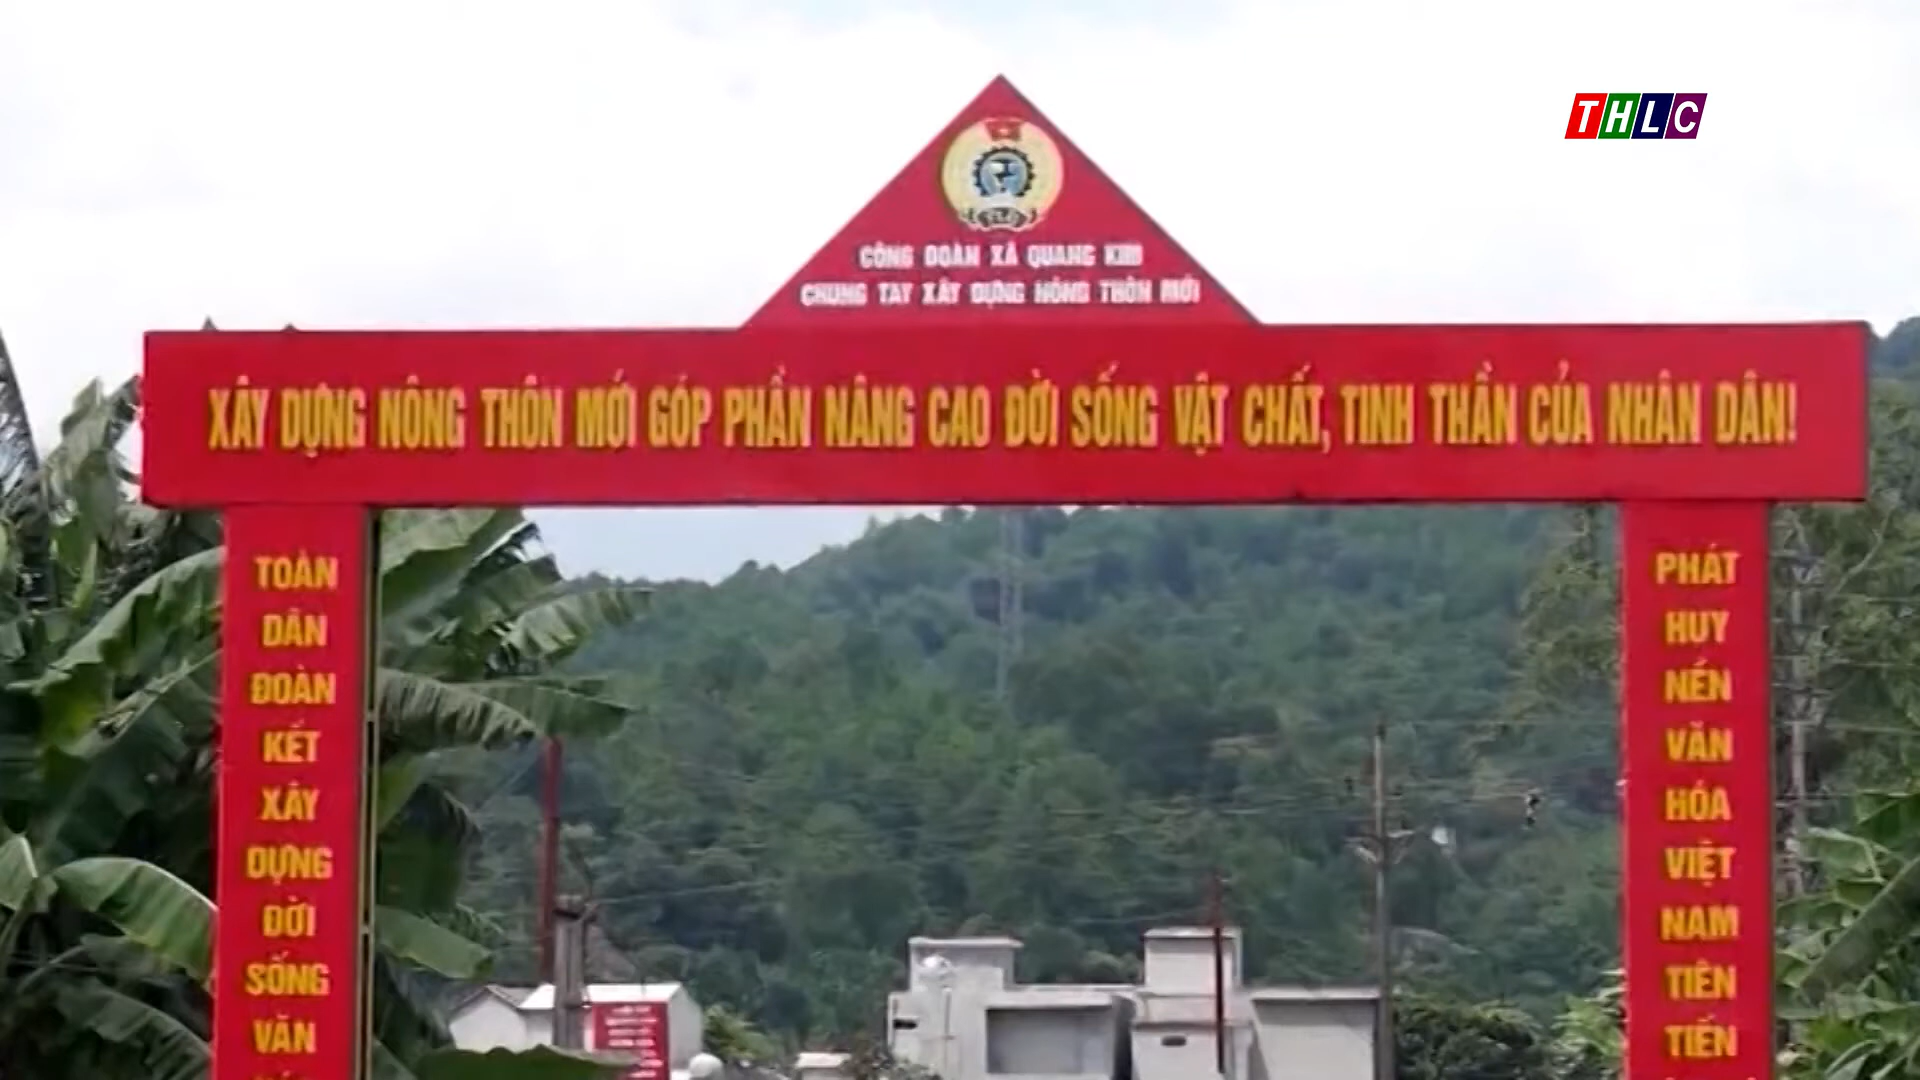 THLC
CÔNG ĐOÀN XÃ QUANG KIM
CHUNG TAY XÂY DỰNG NÔNG THÔN MỚI
XÂY DỰNG NÔNG THÔN MỚI GÓP PHẦN NÂNG CAO ĐỜI SỐNG VẬT CHẤT, TINH THẦN CỦA NHÂN DÂN!
TOÀN
DÂN
ĐOÀN
KẾT
XÂY
DỰNG
ĐỜI
SỐNG
VĂN
PHÁT
HUY
NỀN
VĂN
HÓA
VIỆT
NAM
TIÊN
TIẾN